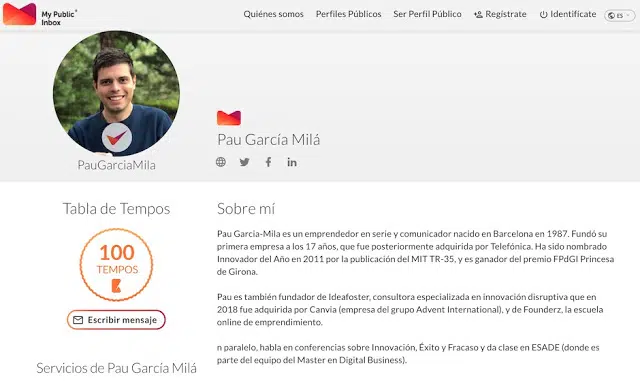 My Public
Inbox
Quiénes somos Perfiles Públicos Ser Perfil Público Regístrate Identifícate ES
Pau García Milá
PauGarciaMila
Tabla de Tempos
100
TEMPOS
Escribir mensaje
Servicios de Pau García Milá
Sobre mí
Pau Garcia-Mila es un emprendedor en serie y comunicador nacido en Barcelona en 1987. Fundó su
primera empresa a los 17 años, que fue posteriormente adquirida por Telefónica. Ha sido nombrado
Innovador del Año en 2011 por la publicación del MIT TR-35, y es ganador del premio FPdGI Princesa
de Girona.
Pau es también fundador de Ideafoster, consultora especializada en innovación disruptiva que en
2018 fue adquirida por Canvia (empresa del grupo Advent International), y de Founderz, la escuela
online de emprendimiento.
n paralelo, habla en conferencias sobre Innovación, Éxito y Fracaso y da clase en ESADE (donde es
parte del equipo del Master en Digital Business).